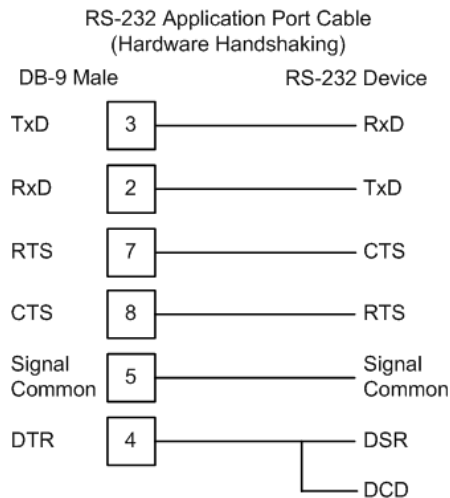 RS-232 Application Port Cable
(Hardware Handshaking)
DB-9 Male RS-232 Device
TxD 3 RxD
RxD 2 TxD
RTS 7 CTS
CTS 8 RTS
Signal Common 5 Signal Common
DTR 4 DSR
DCD